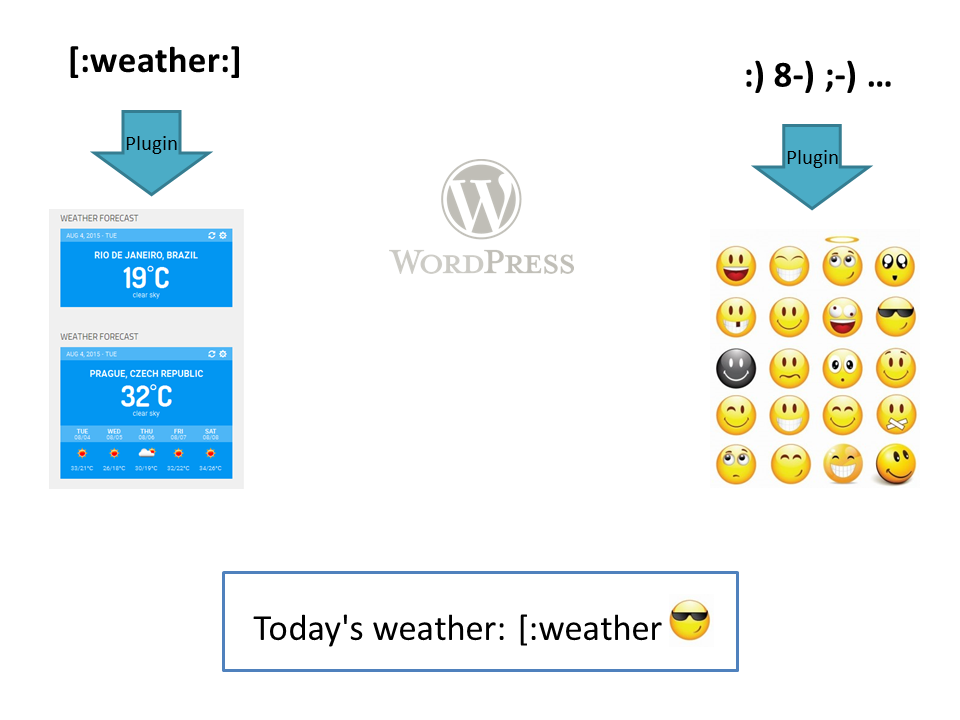 [:weather:]
Plugin
WEATHER FORECAST
AUG 4, 2015 - TUE
RIO DE JANEIRO, BRAZIL
19°C
clear sky
WEATHER FORECAST
AUG 4, 2015 - TUE
PRAGUE, CZECH REPUBLIC
32°C
clear sky
TUE WED THU FRI SAT
08/04 08/05 08/06 08/07 08/08
33/21°C 26/18°C 30/19°C 32/22°C 34/26°C
WORDPRESS
:) 8-) ;-) …
Plugin
Today's weather: [:weather